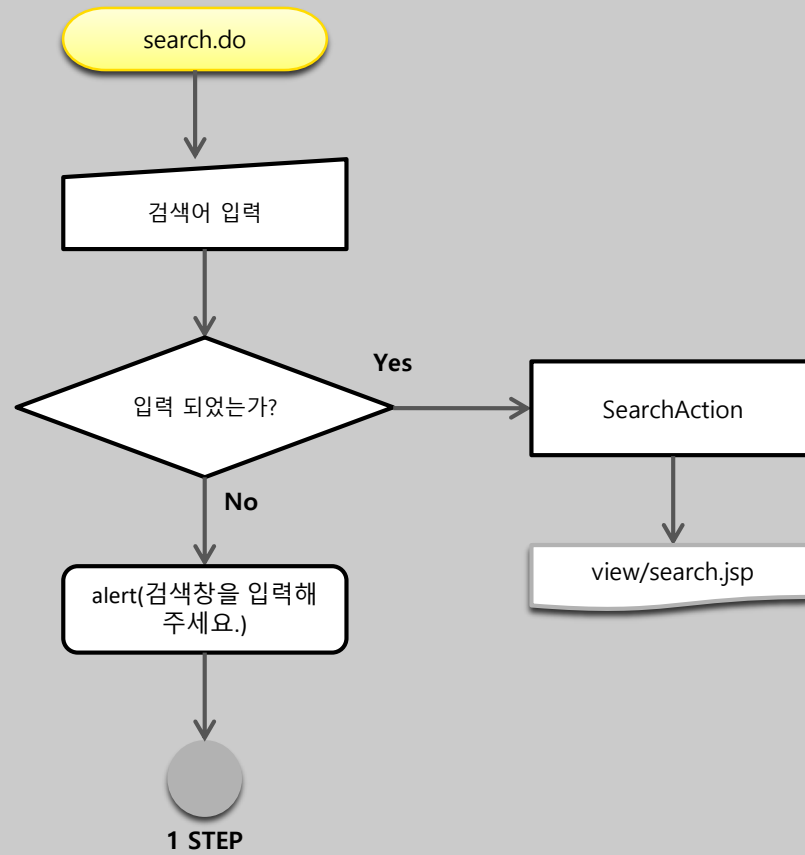 search.do
검색어 입력
입력 되었는가?
Yes
SearchAction
No
view/search.jsp
alert(검색창을 입력해
주세요.)
1 STEP